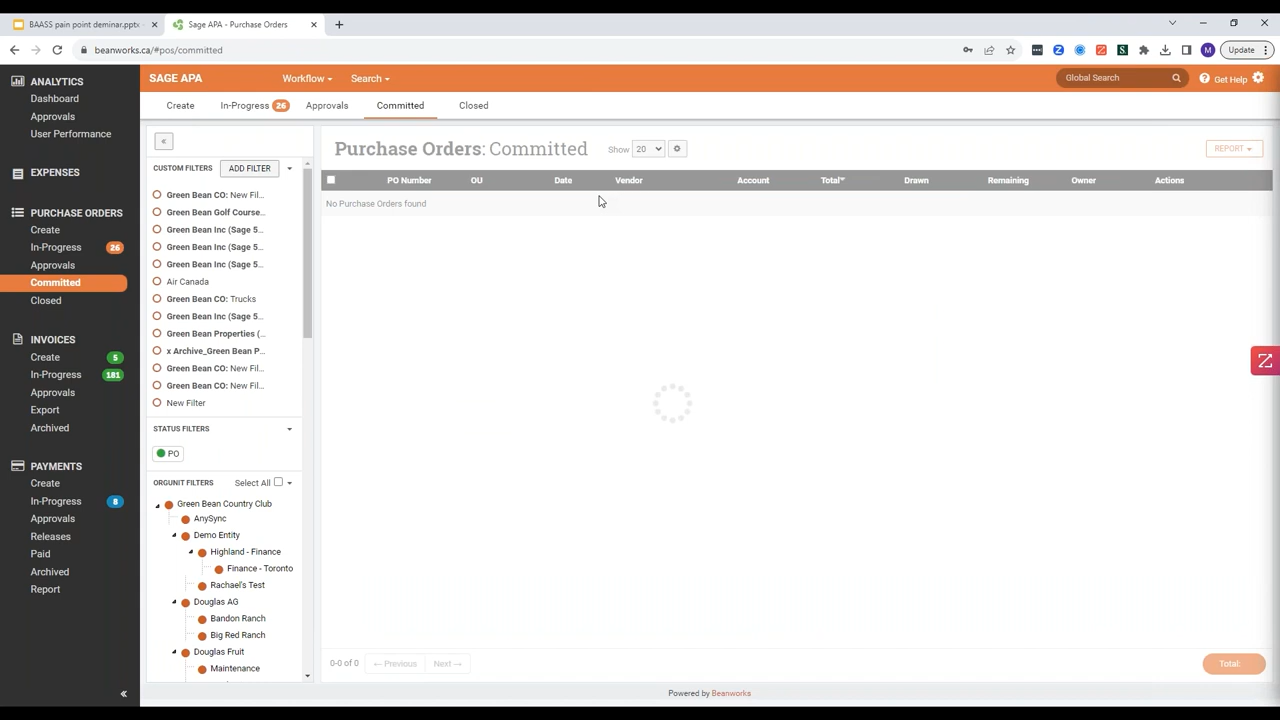 BAASS pain point deminar.pptx
Sage APA - Purchase Orders
beanworks.ca/#pos/committed
M
Update
ANALYTICS
Dashboard
Approvals
User Performance
EXPENSES
PURCHASE ORDERS
Create
In-Progress 26
Approvals
Committed
Closed
INVOICES
Create 5
In-Progress 181
Approvals
Export
Archived
PAYMENTS
Create
In-Progress 8
Approvals
Releases
Paid
Archived
Report
SAGE APA
Workflow
Search
Global Search
Get Help
Create
In-Progress 26
Approvals
Committed
Closed
CUSTOM FILTERS
ADD FILTER
Green Bean CO: New Fil...
Green Bean Golf Course...
Green Bean Inc (Sage 5...
Green Bean Inc (Sage 5...
Green Bean Inc (Sage 5...
Air Canada
Green Bean CO: Trucks
Green Bean Inc (Sage 5...
Green Bean Properties (...
x Archive_Green Bean P...
Green Bean CO: New Fil...
Green Bean CO: New Fil...
New Filter
STATUS FILTERS
PO
ORGUNIT FILTERS
Select All
Green Bean Country Club
AnySync
Demo Entity
Highland - Finance
Finance - Toronto
Rachael's Test
Douglas AG
Bandon Ranch
Big Red Ranch
Douglas Fruit
Maintenance
Purchase Orders: Committed
Show 20
REPORT
PO Number OU Date Vendor Account Total Drawn Remaining Owner Actions
No Purchase Orders found
0-0 of 0
← Previous
Next →
Total:
Powered by Beanworks